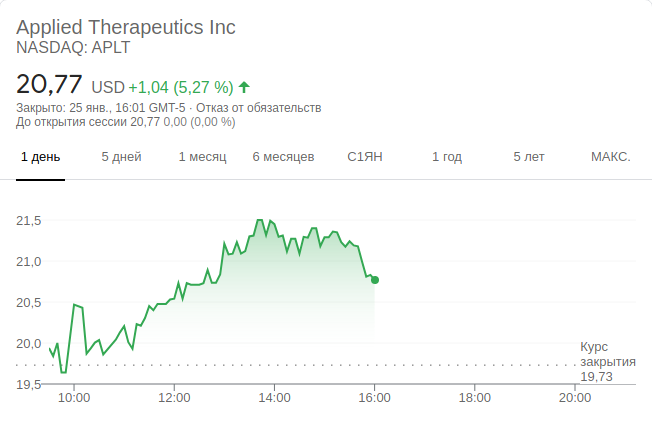 Applied Therapeutics Inc
NASDAQ: APLT
20,77 USD +1,04 (5,27 %)
Закрыто: 25 янв., 16:01 GMT-5 · Отказ от обязательств
До открытия сессии 20,77 0,00 (0,00 %)
1 день 5 дней 1 месяц 6 месяцев С1ЯН 1 год 5 лет МАКС.
21,5
21,0
20,5
20,0
Курс
закрытия
19,73
19,5
10:00 12:00 14:00 16:00 18:00 20:00